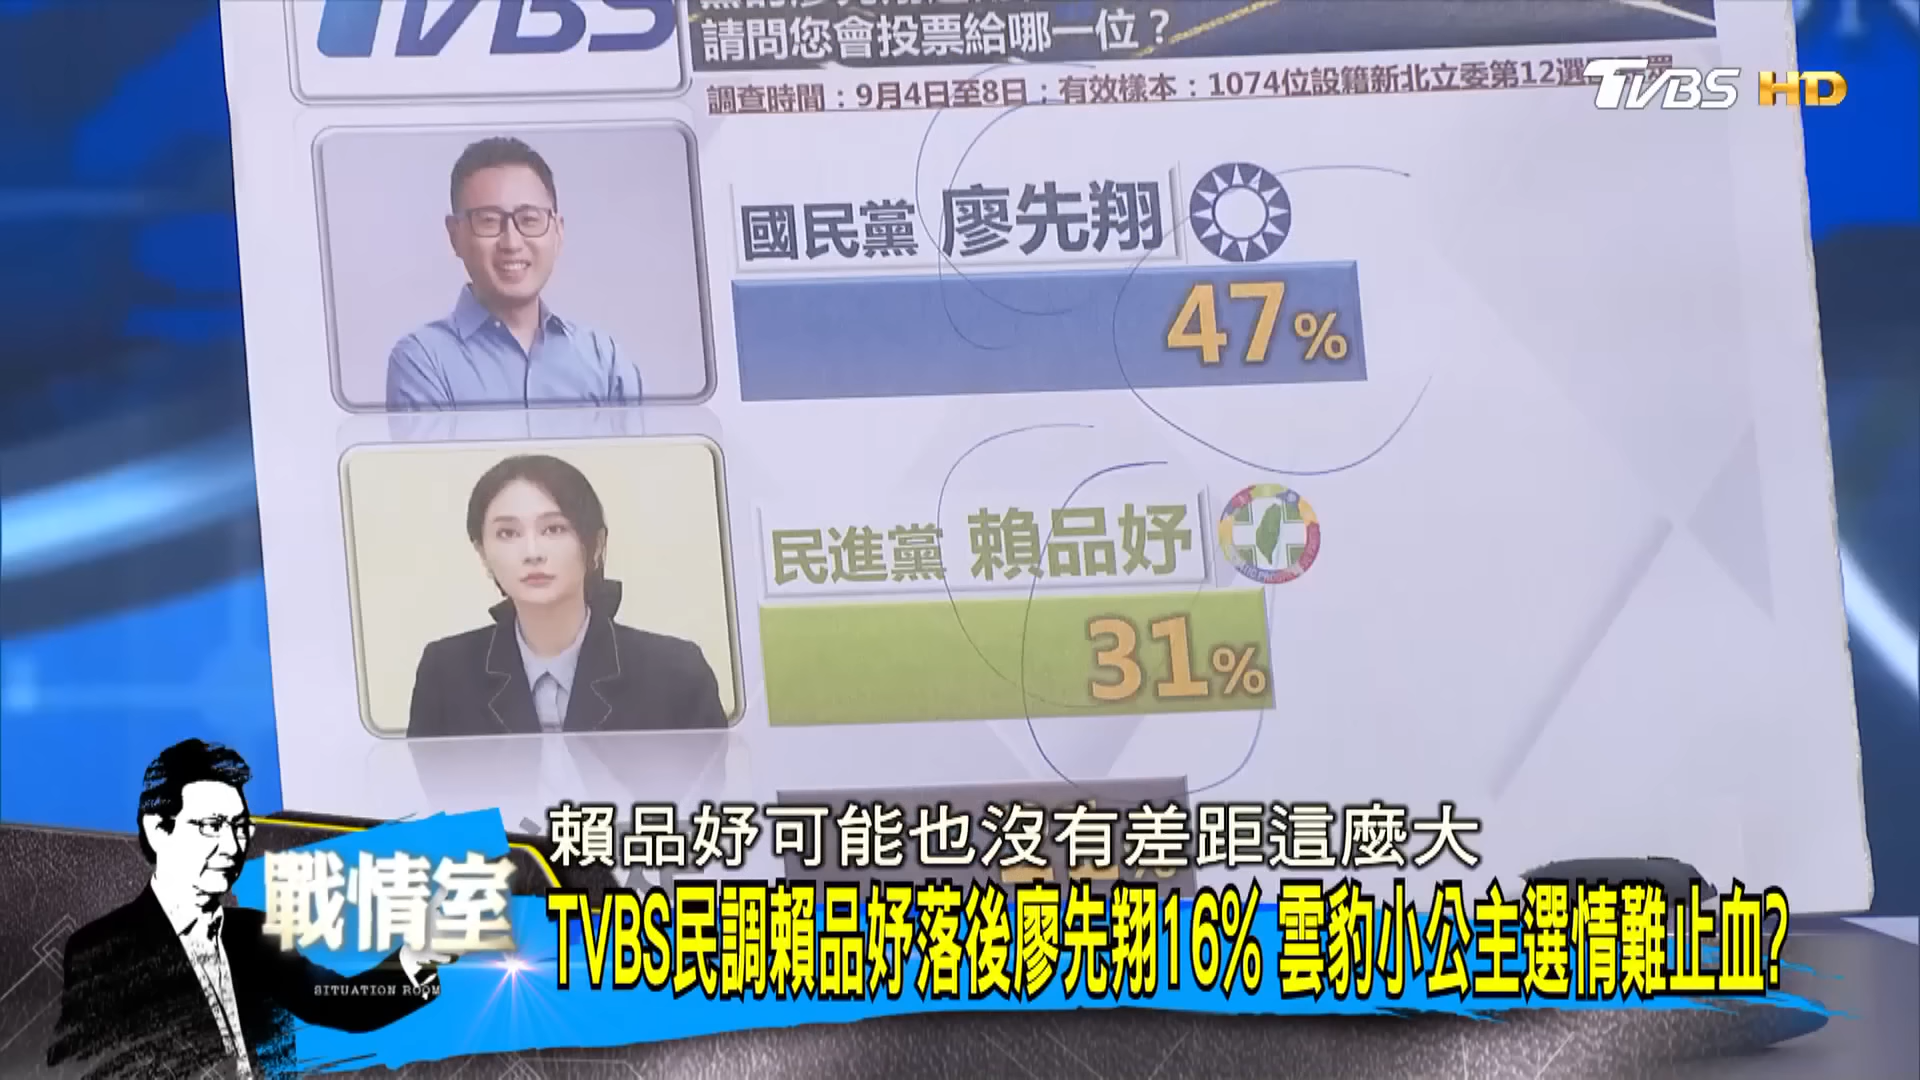 TVBS
請問您會投票給哪一位？
調查時間：9月4日至8日；有效樣本：1074位設籍新北立委第12選
TVBS HD
國民黨 廖先翔
47%
民進黨 賴品妤
31%
賴品妤可能也沒有差距這麼大
戰情室
SITUATION ROOM
TVBS民調賴品妤落後廖先翔16% 雲豹小公主選情難止血?